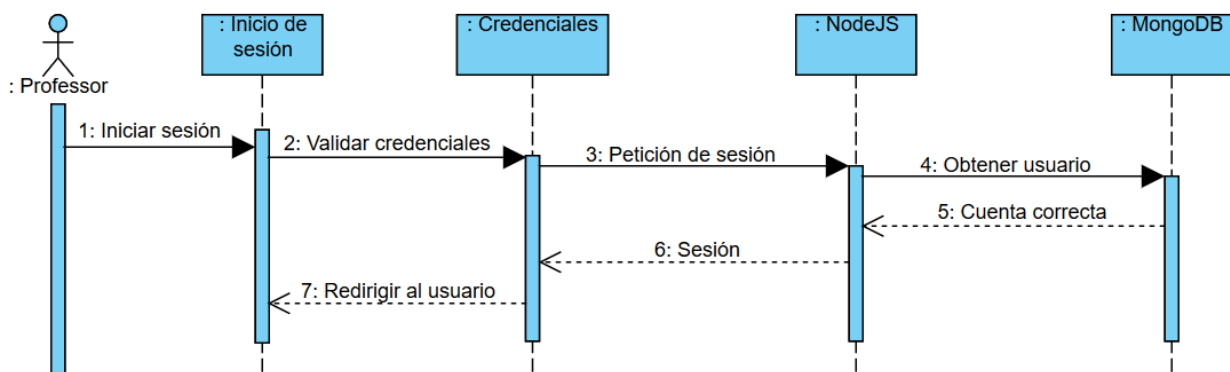 : Inicio de
sesión
: Credenciales
: NodeJS
: MongoDB
: Professor
1: Iniciar sesión
2: Validar credenciales
3: Petición de sesión
4: Obtener usuario
5: Cuenta correcta
6: Sesión
7: Redirigir al usuario